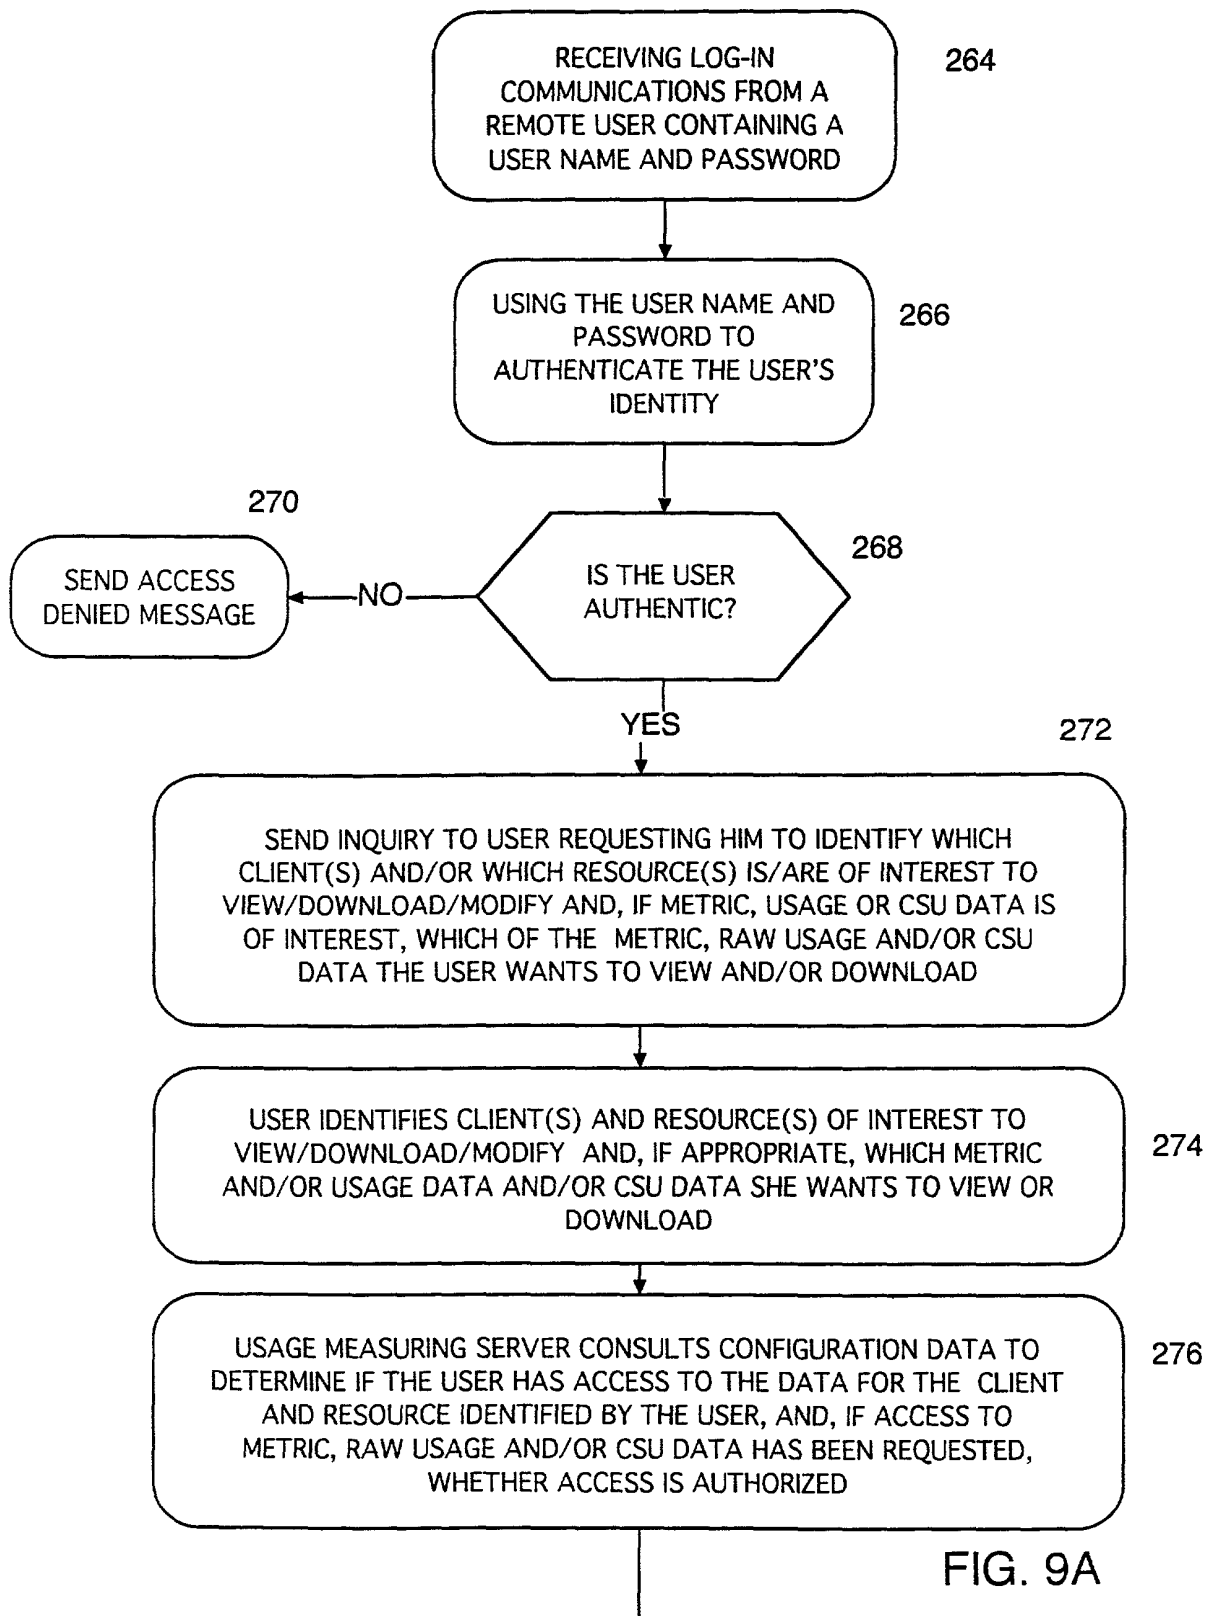 RECEIVING LOG-IN
COMMUNICATIONS FROM A
REMOTE USER CONTAINING A
USER NAME AND PASSWORD
264
USING THE USER NAME AND
PASSWORD TO
AUTHENTICATE THE USER'S
IDENTITY
266
270
SEND ACCESS
DENIED MESSAGE
NO
IS THE USER
AUTHENTIC?
268
YES
272
SEND INQUIRY TO USER REQUESTING HIM TO IDENTIFY WHICH
CLIENT(S) AND/OR WHICH RESOURCE(S) IS/ARE OF INTEREST TO
VIEW/DOWNLOAD/MODIFY AND, IF METRIC, USAGE OR CSU DATA IS
OF INTEREST, WHICH OF THE METRIC, RAW USAGE AND/OR CSU
DATA THE USER WANTS TO VIEW AND/OR DOWNLOAD
USER IDENTIFIES CLIENT(S) AND RESOURCE(S) OF INTEREST TO
VIEW/DOWNLOAD/MODIFY AND, IF APPROPRIATE, WHICH METRIC
AND/OR USAGE DATA AND/OR CSU DATA SHE WANTS TO VIEW OR
DOWNLOAD
274
USAGE MEASURING SERVER CONSULTS CONFIGURATION DATA TO
DETERMINE IF THE USER HAS ACCESS TO THE DATA FOR THE CLIENT
AND RESOURCE IDENTIFIED BY THE USER, AND, IF ACCESS TO
METRIC, RAW USAGE AND/OR CSU DATA HAS BEEN REQUESTED,
WHETHER ACCESS IS AUTHORIZED
276
FIG. 9A